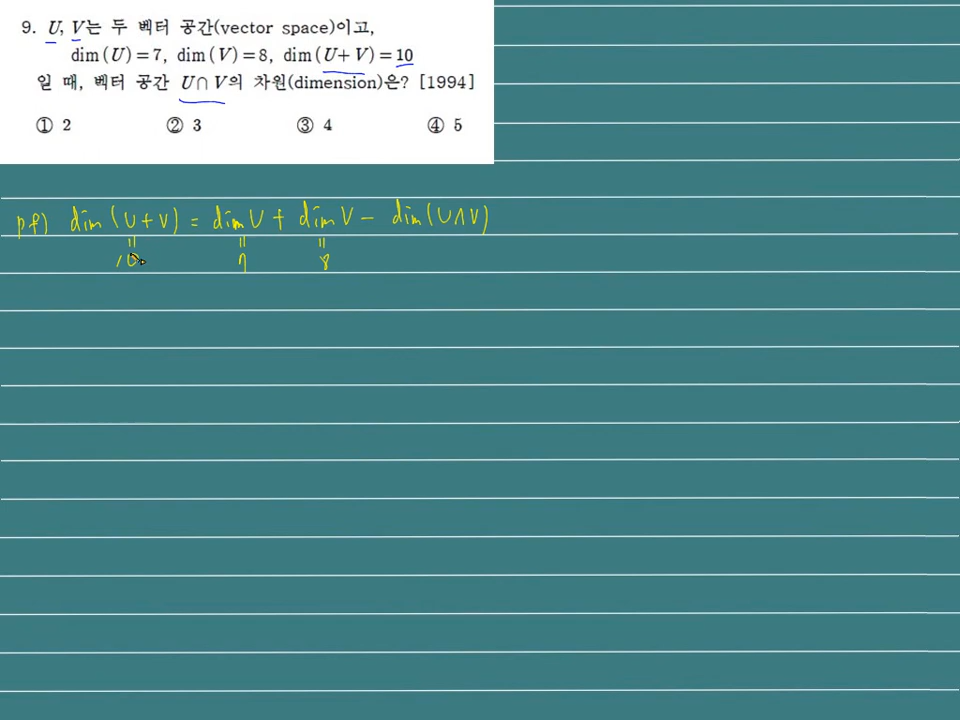 9. U, V는 두 벡터 공간(vector space)이고,
dim(U)=7, dim(V)=8, dim(U+V)=10
일 때, 벡터 공간 U∩V의 차원(dimension)은? [1994]
① 2 ② 3 ③ 4 ④ 5
pf) dim(U+V) = dimU + dimV - dim(U∩V)
10 7 8